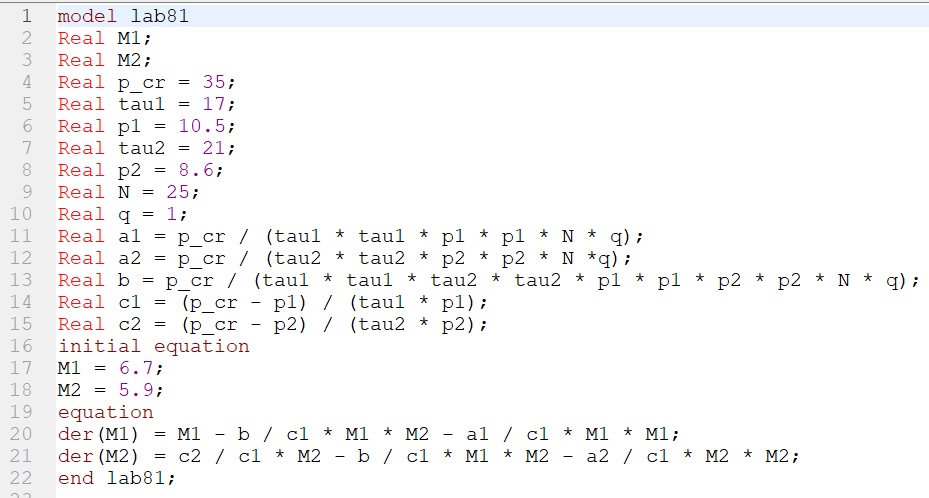 1 model lab81
2 Real M1;
3 Real M2;
4 Real p_cr = 35;
5 Real tau1 = 17;
6 Real p1 = 10.5;
7 Real tau2 = 21;
8 Real p2 = 8.6;
9 Real N = 25;
10 Real q = 1;
11 Real a1 = p_cr / (tau1 * tau1 * p1 * p1 * N * q);
12 Real a2 = p_cr / (tau2 * tau2 * p2 * p2 * N *q);
13 Real b = p_cr / (tau1 * tau1 * tau2 * tau2 * p1 * p1 * p2 * p2 * N * q);
14 Real c1 = (p_cr - p1) / (tau1 * p1);
15 Real c2 = (p_cr - p2) / (tau2 * p2);
16 initial equation
17 M1 = 6.7;
18 M2 = 5.9;
19 equation
20 der(M1) = M1 - b / c1 * M1 * M2 - a1 / c1 * M1 * M1;
21 der(M2) = c2 / c1 * M2 - b / c1 * M1 * M2 - a2 / c1 * M2 * M2;
22 end lab81;
23